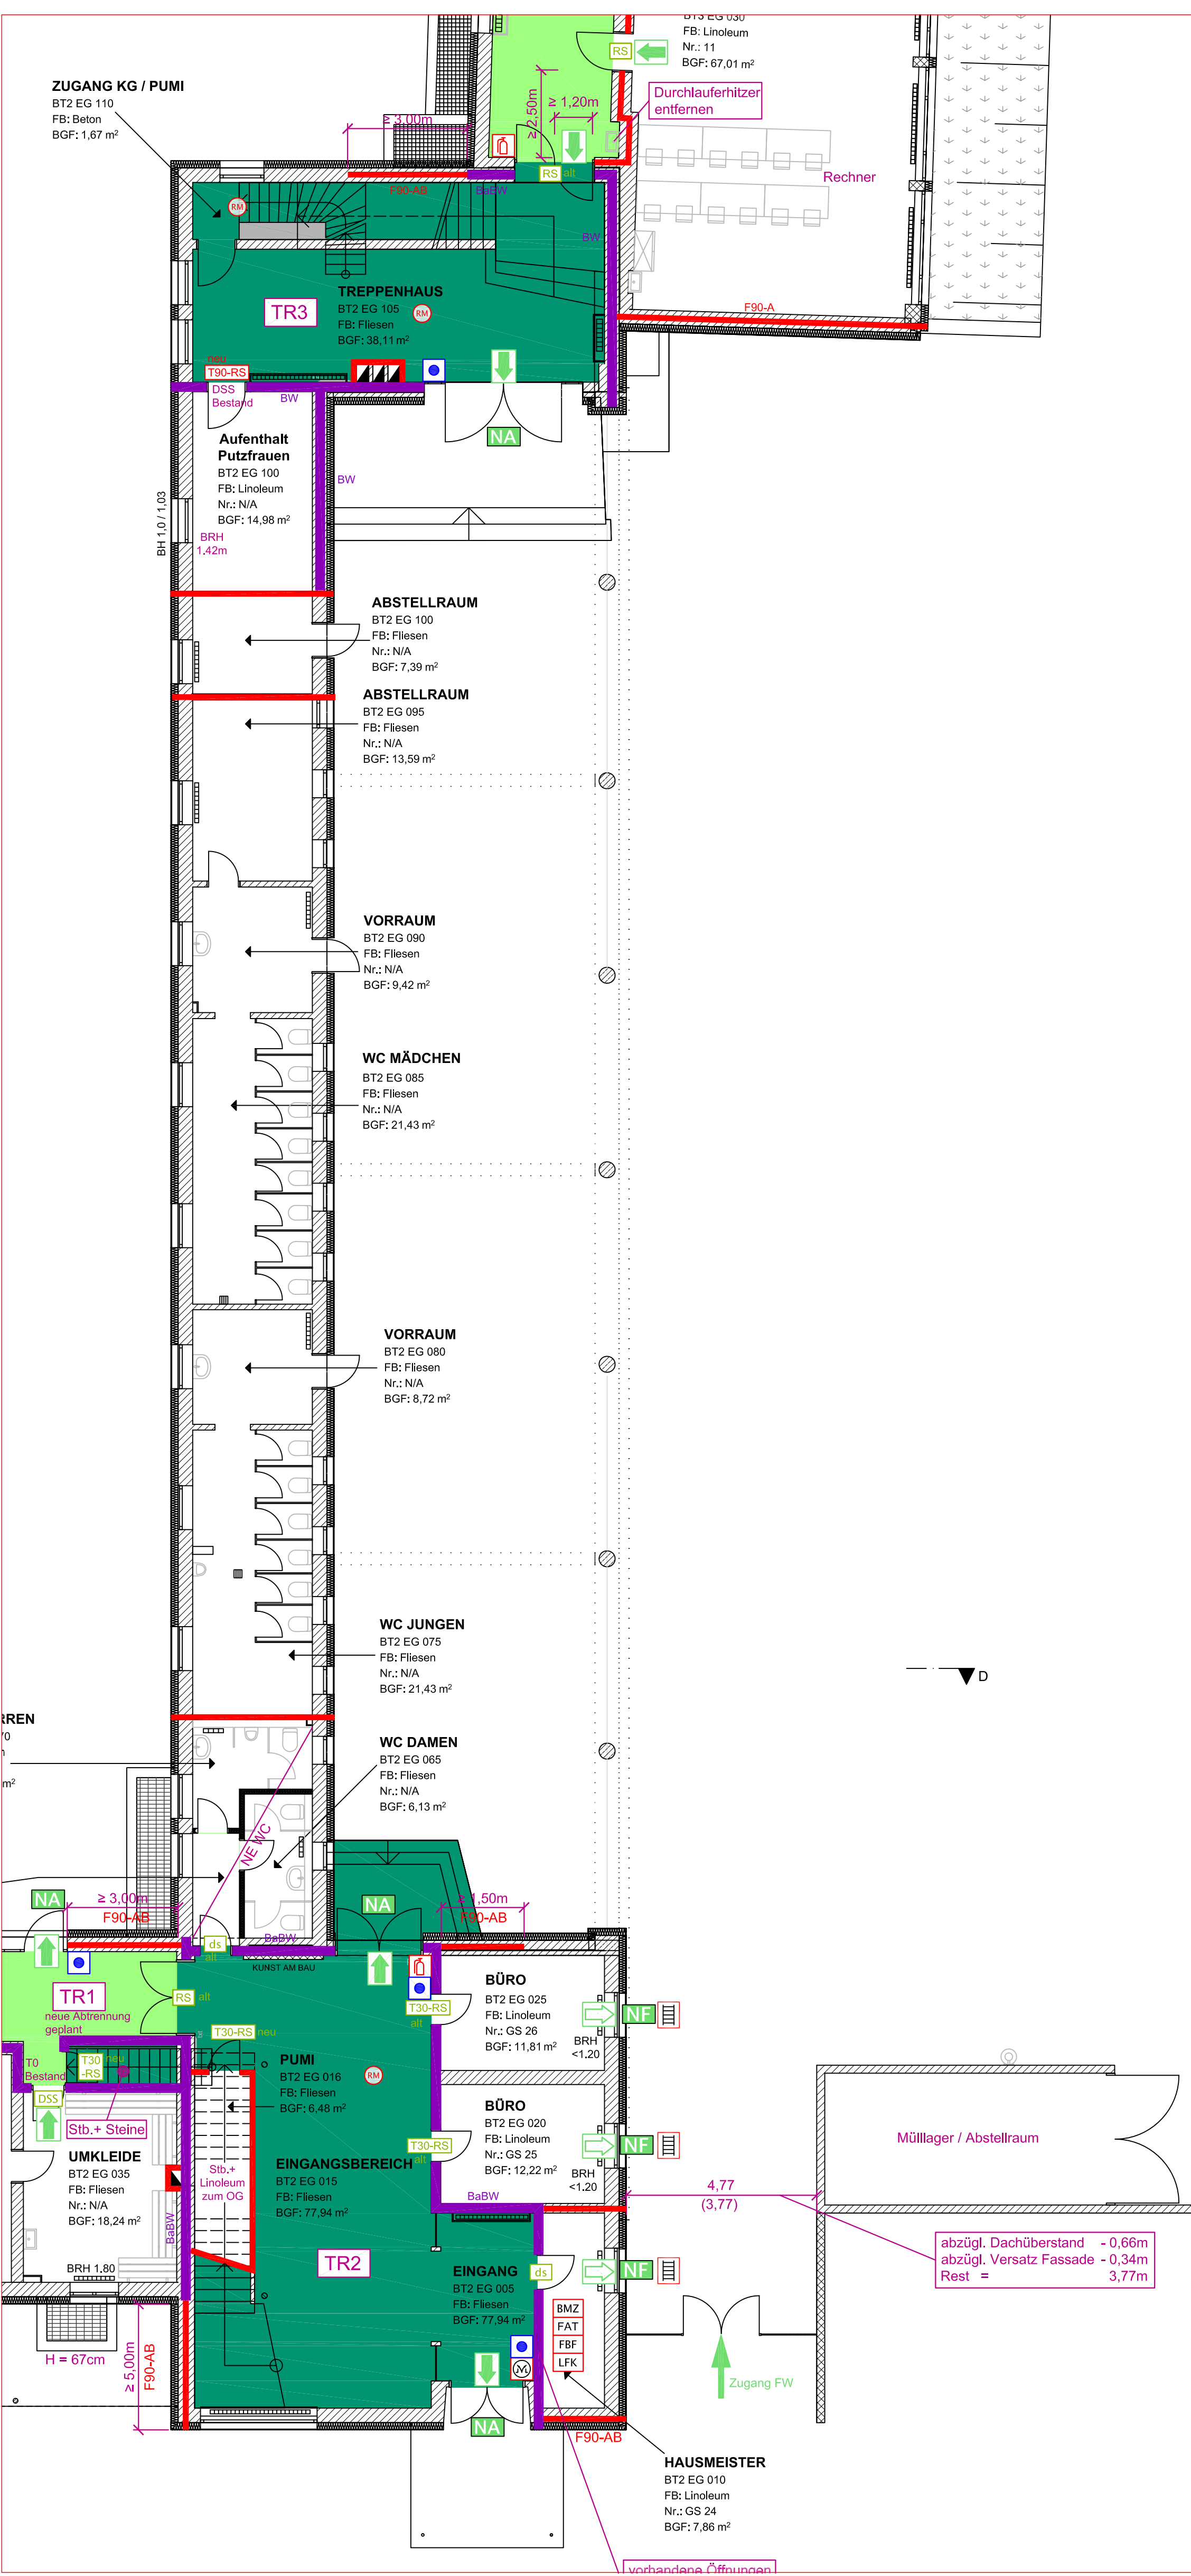 BT3 EG 030
FB: Linoleum
Nr.: 11
BGF: 67,01 m²
RS
Durchlauferhitzer
entfernen
≥ 2,50m
≥ 1,20m
ZUGANG KG / PUMI
BT2 EG 110
FB: Beton
BGF: 1,67 m²
≥ 3,00m
Rechner
RS alt
F90-AB
BaBW
RM
BW
TREPPENHAUS
BT2 EG 105
FB: Fliesen
BGF: 38,11 m²
RM
TR3
F90-A
neu
T90-RS
DSS
Bestand
BW
NA
Aufenthalt
Putzfrauen
BT2 EG 100
FB: Linoleum
Nr.: N/A
BGF: 14,98 m²
BW
BH 1,0 / 1,03
BRH
1.42m
ABSTELLRAUM
BT2 EG 100
FB: Fliesen
Nr.: N/A
BGF: 7,39 m²
ABSTELLRAUM
BT2 EG 095
FB: Fliesen
Nr.: N/A
BGF: 13,59 m²
VORRAUM
BT2 EG 090
FB: Fliesen
Nr.: N/A
BGF: 9,42 m²
WC MÄDCHEN
BT2 EG 085
FB: Fliesen
Nr.: N/A
BGF: 21,43 m²
VORRAUM
BT2 EG 080
FB: Fliesen
Nr.: N/A
BGF: 8,72 m²
WC JUNGEN
BT2 EG 075
FB: Fliesen
Nr.: N/A
BGF: 21,43 m²
D
RREN
70
m²
WC DAMEN
BT2 EG 065
FB: Fliesen
Nr.: N/A
BGF: 6,13 m²
NE WC
NA
≥ 3,00m
F90-AB
NA
≥ 1,50m
F90-AB
ds
alt
BaBW
KUNST AM BAU
TR1
neue Abtrennung
geplant
RS alt
T30-RS neu
T30-RS
alt
BÜRO
BT2 EG 025
FB: Linoleum
Nr.: GS 26
BGF: 11,81 m²
BRH
<1.20
NF
T0
Bestand
T30
-RS
neu
DSS
Stb.+ Steine
PUMI
BT2 EG 016
FB: Fliesen
BGF: 6,48 m²
RM
BÜRO
BT2 EG 020
FB: Linoleum
Nr.: GS 25
BGF: 12,22 m²
BRH
<1.20
NF
T30-RS
alt
Mülllager / Abstellraum
UMKLEIDE
BT2 EG 035
FB: Fliesen
Nr.: N/A
BGF: 18,24 m²
BRH 1.80
BaBW
Stb.+
Linoleum
zum OG
EINGANGSBEREICH
BT2 EG 015
FB: Fliesen
BGF: 77,94 m²
BaBW
4,77
(3,77)
abzügl. Dachüberstand - 0,66m
abzügl. Versatz Fassade - 0,34m
Rest = 3,77m
TR2
EINGANG
BT2 EG 005
FB: Fliesen
BGF: 77,94 m²
ds
NF
BMZ
FAT
FBF
LFK
H = 67cm
≥ 5,00m
F90-AB
Zugang FW
NA
F90-AB
HAUSMEISTER
BT2 EG 010
FB: Linoleum
Nr.: GS 24
BGF: 7,86 m²
vorhandene Öffnungen